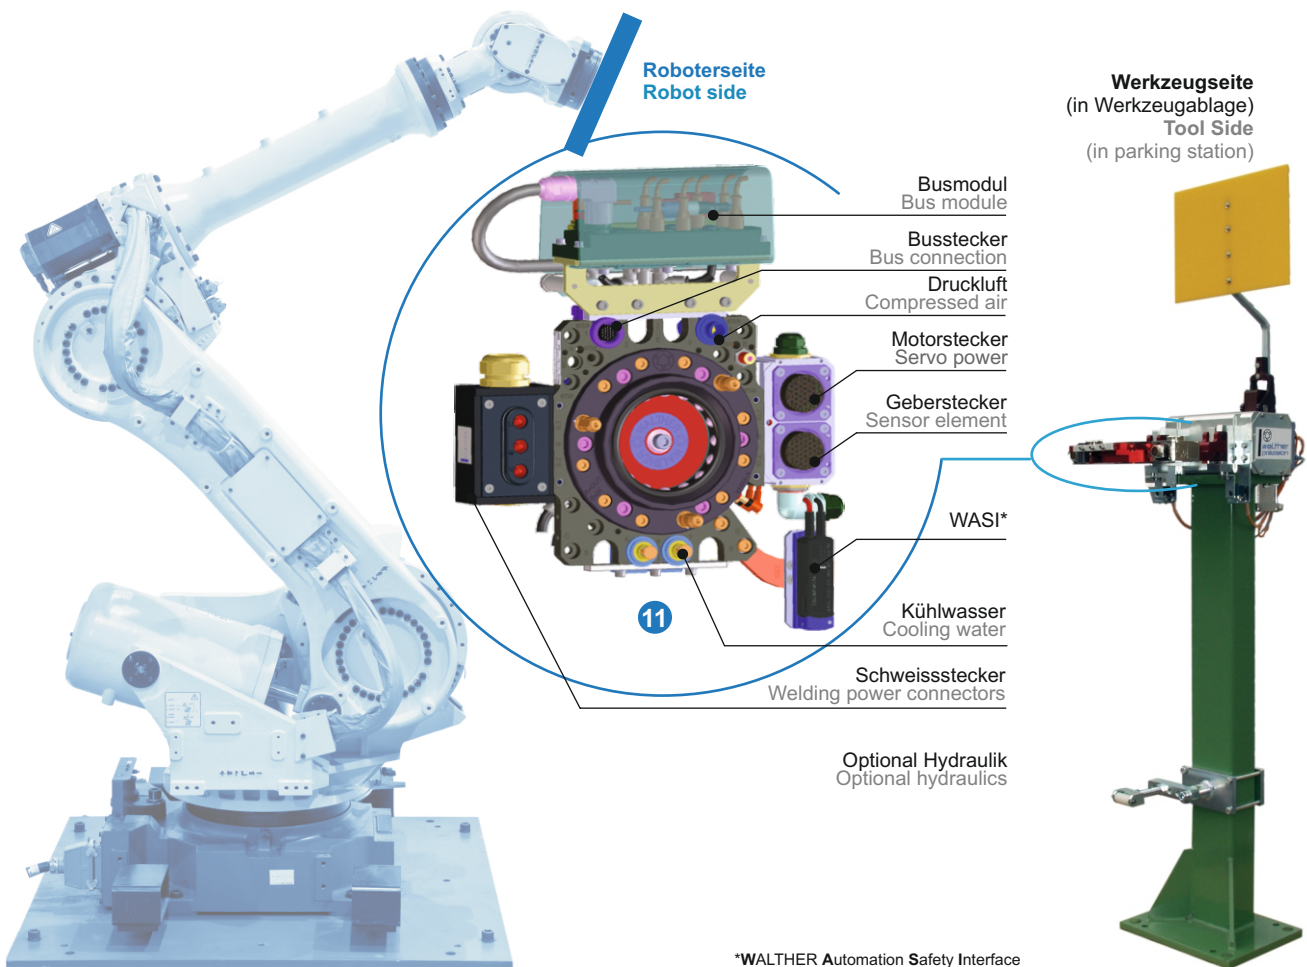 Roboterseite
Robot side
Werkzeugseite
(in Werkzeugablage)
Tool Side
(in parking station)
Busmodul
Bus module
Busstecker
Bus connection
Druckluft
Compressed air
Motorstecker
Servo power
Geberstecker
Sensor element
WASI*
Kühlwasser
Cooling water
Schweissstecker
Welding power connectors
Optional Hydraulik
Optional hydraulics
11
walther
präzision
*WALTHER Automation Safety Interface